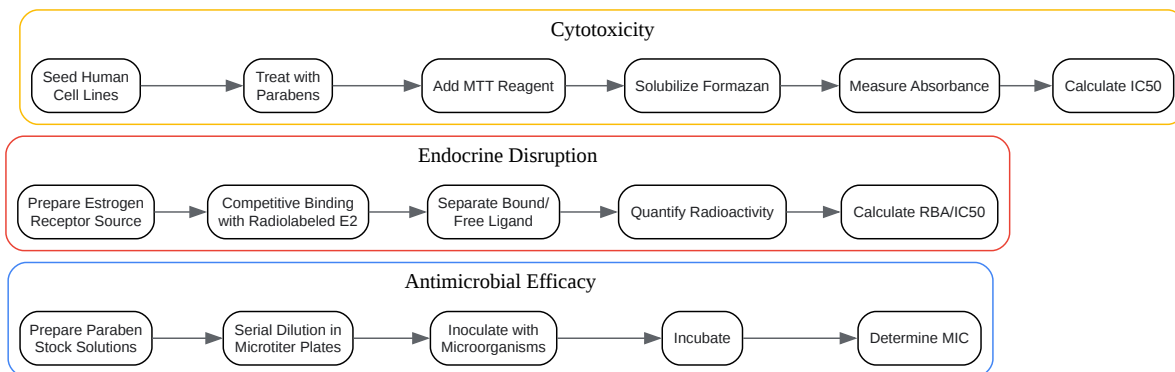 Cytotoxicity
Seed Human
Cell Lines
Treat with
Parabens
Add MTT Reagent
Solubilize Formazan
Measure Absorbance
Calculate IC50
Endocrine Disruption
Prepare Estrogen
Receptor Source
Competitive Binding
with Radiolabeled E2
Separate Bound/
Free Ligand
Quantify Radioactivity
Calculate RBA/IC50
Antimicrobial Efficacy
Prepare Paraben
Stock Solutions
Serial Dilution in
Microtiter Plates
Inoculate with
Microorganisms
Incubate
Determine MIC